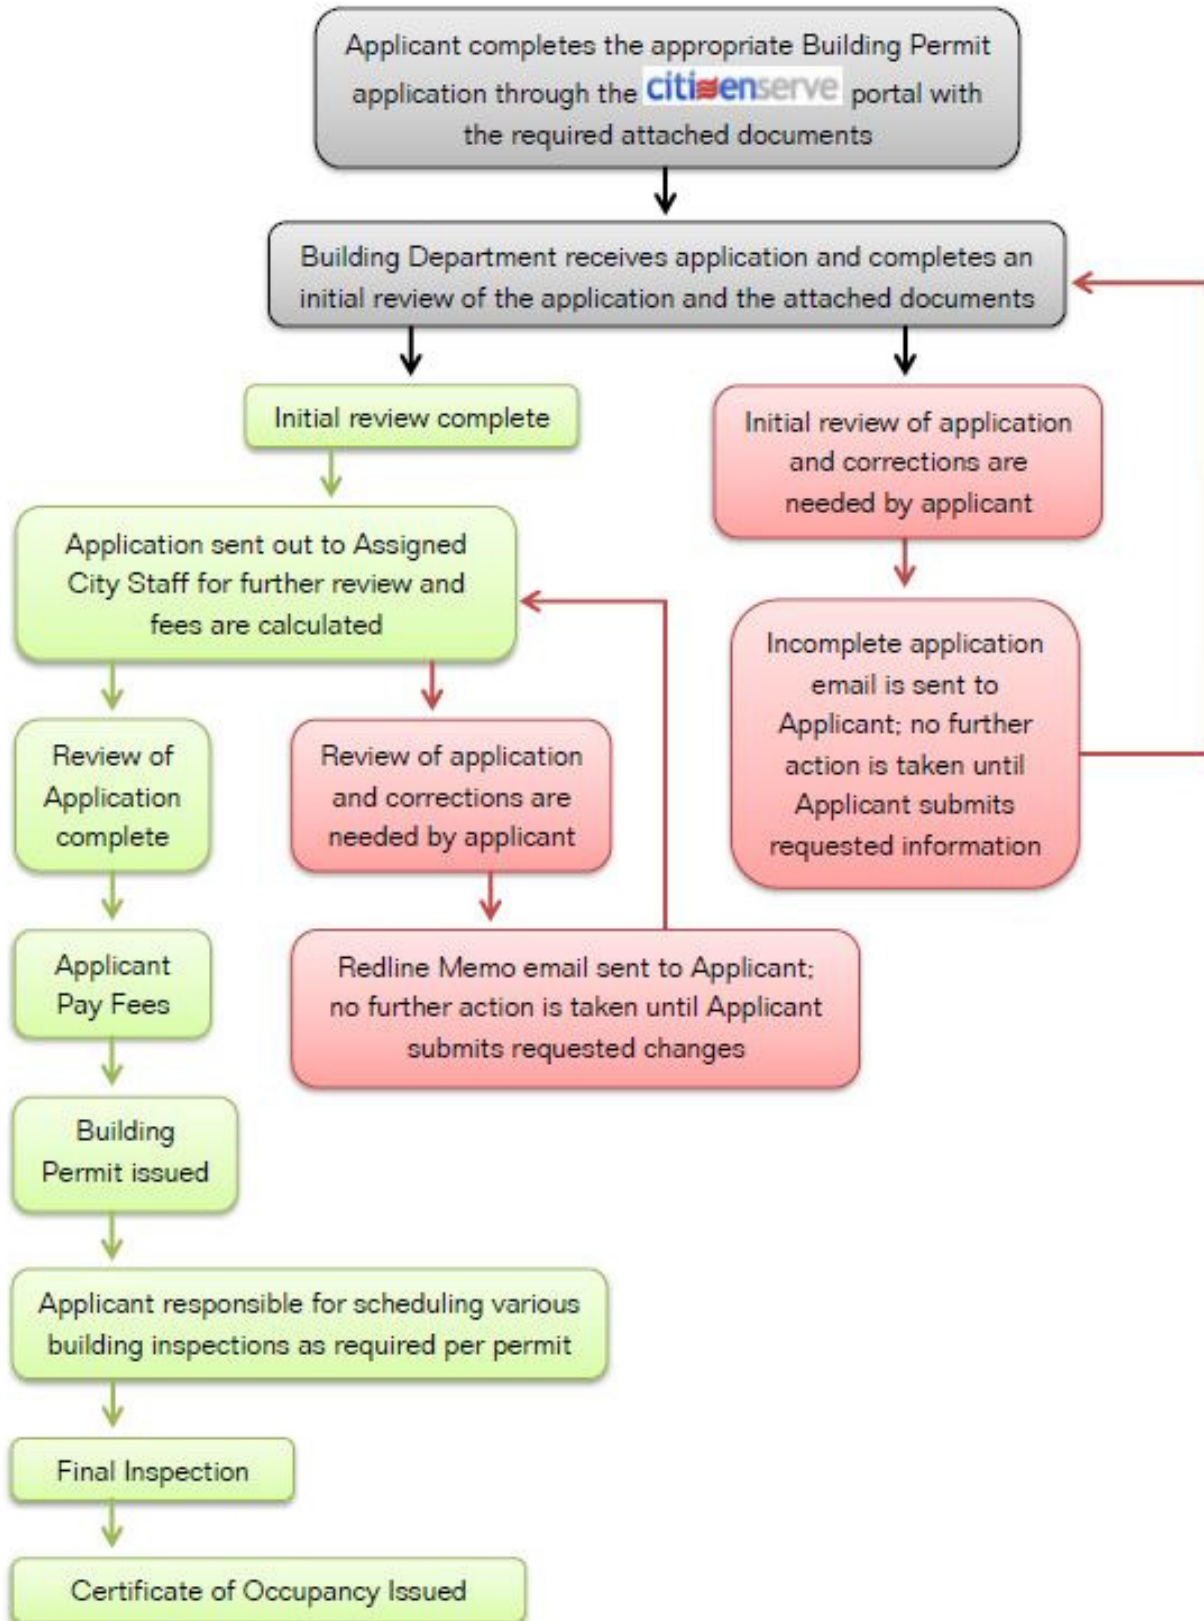 Applicant completes the appropriate Building Permit
application through the citizenserve portal with
the required attached documents
Building Department receives application and completes an
initial review of the application and the attached documents
Initial review complete
Initial review of application
and corrections are
needed by applicant
Application sent out to Assigned
City Staff for further review and
fees are calculated
Incomplete application
email is sent to
Applicant; no further
action is taken until
Applicant submits
requested information
Review of
Application
complete
Review of application
and corrections are
needed by applicant
Applicant
Pay Fees
Redline Memo email sent to Applicant;
no further action is taken until Applicant
submits requested changes
Building
Permit issued
Applicant responsible for scheduling various
building inspections as required per permit
Final Inspection
Certificate of Occupancy Issued